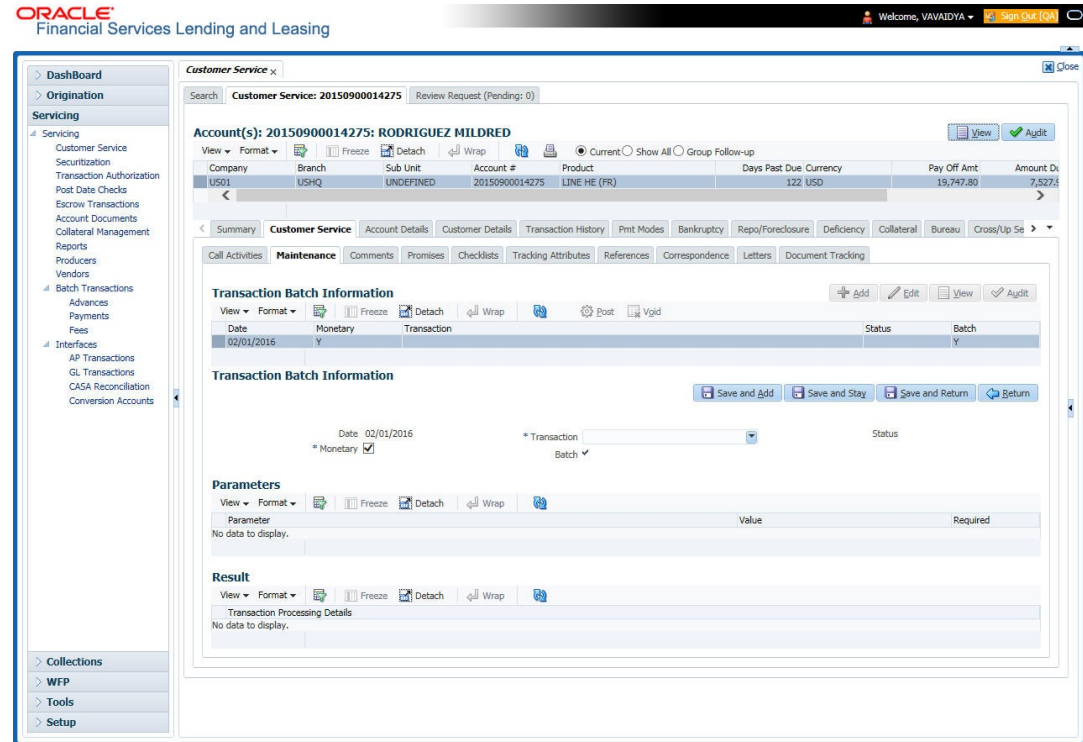 ORACLE®
Financial Services Lending and Leasing
Welcome, VAVAIDYA Sign Out [QA]
Close
DashBoard
Origination
Servicing
Servicing
Customer Service
Securitization
Transaction Authorization
Post Date Checks
Escrow Transactions
Account Documents
Collateral Management
Reports
Producers
Vendors
Batch Transactions
Advances
Payments
Fees
Interfaces
AP Transactions
GL Transactions
CASA Reconciliation
Conversion Accounts
Collections
WFP
Tools
Setup
Customer Service x
Search Customer Service: 20150900014275 Review Request (Pending: 0)
Account(s): 20150900014275: RODRIGUEZ MILDRED
View Audit
View Format Freeze Detach Wrap Current Show All Group Follow-up
Company Branch Sub Unit Account # Product Days Past Due Currency Pay Off Amt Amount Du
US01 USHQ UNDEFINED 20150900014275 LINE HE (FR) 122 USD 19,747.80 7,527.9
Summary Customer Service Account Details Customer Details Transaction History Pmt Modes Bankruptcy Repo/Foreclosure Deficiency Collateral Bureau Cross/Up Se
Call Activities Maintenance Comments Promises Checklists Tracking Attributes References Correspondence Letters Document Tracking
Transaction Batch Information
Add Edit View Audit
View Format Freeze Detach Wrap Post Void
Date Monetary Transaction Status Batch
02/01/2016 Y Y
Transaction Batch Information
Save and Add Save and Stay Save and Return Return
Date 02/01/2016 * Transaction Status
* Monetary Batch
Parameters
View Format Freeze Detach Wrap
Parameter Value Required
No data to display.
Result
View Format Freeze Detach Wrap
Transaction Processing Details
No data to display.